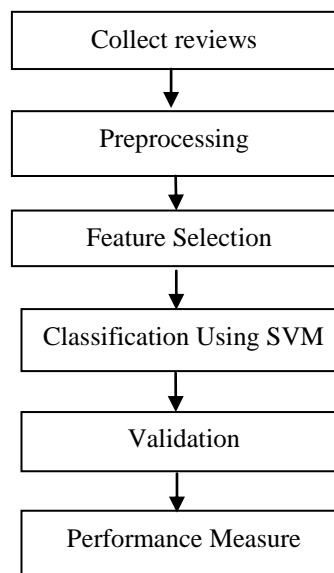 Collect reviews
Preprocessing
Feature Selection
Classification Using SVM
Validation
Performance Measure